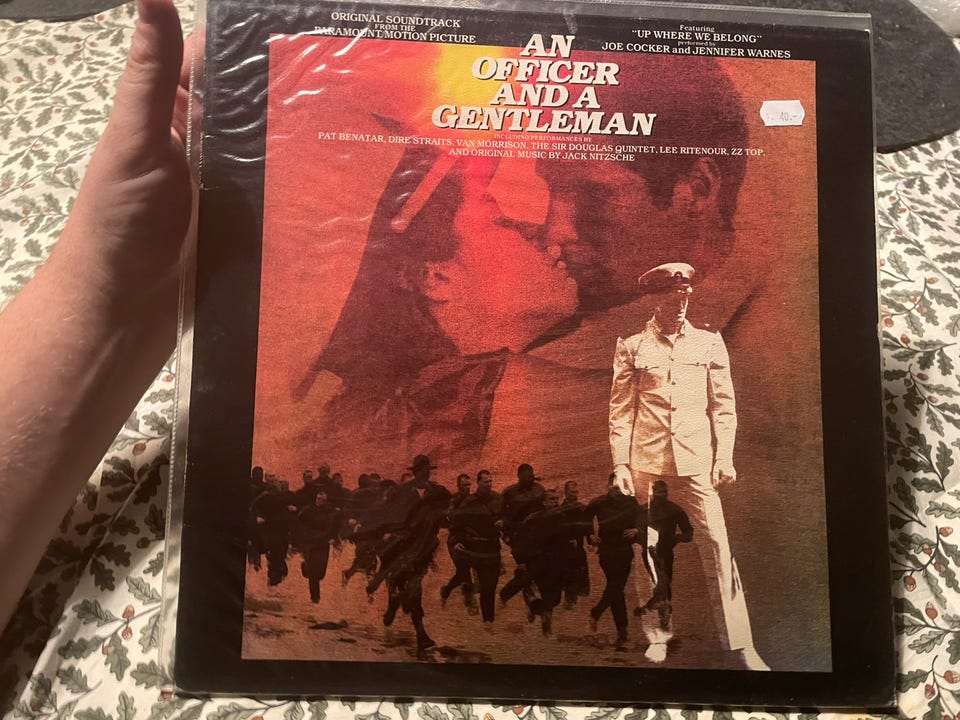 ORIGINAL SOUNDTRACK
FROM THE
PARAMOUNT MOTION PICTURE
Featuring
"UP WHERE WE BELONG"
performed by
JOE COCKER and JENNIFER WARNES
AN
OFFICER
AND A
GENTLEMAN
INCLUDING PERFORMANCES BY
PAT BENATAR, DIRE STRAITS, VAN MORRISON, THE SIR DOUGLAS QUINTET, LEE RITENOUR, ZZ TOP,
AND ORIGINAL MUSIC BY JACK NITZSCHE
40.-